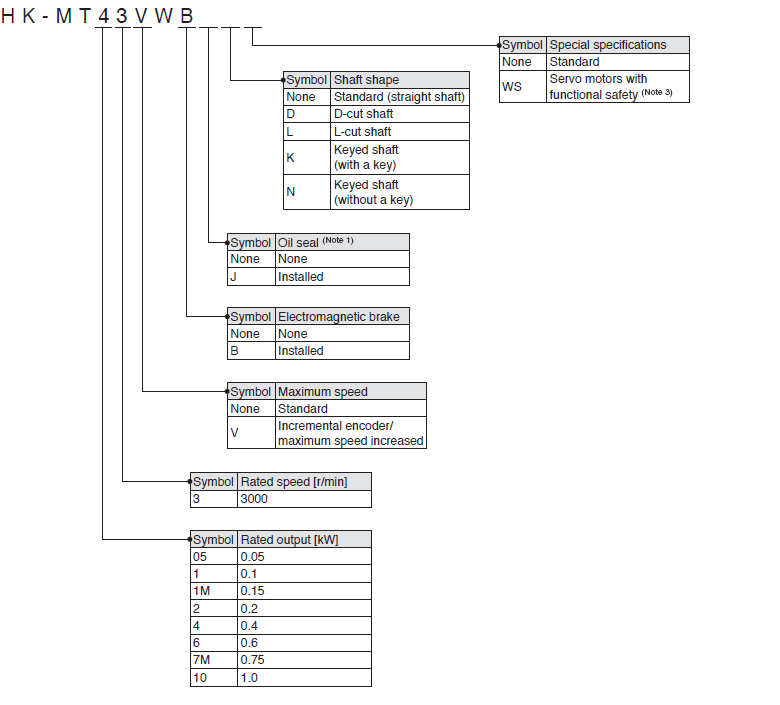 HK-MT43VWB
Symbol Special specifications
None Standard
WS Servo motors with
functional safety (Note 3)
Symbol Shaft shape
None Standard (straight shaft)
D D-cut shaft
L L-cut shaft
K Keyed shaft
(with a key)
N Keyed shaft
(without a key)
Symbol Oil seal (Note 1)
None None
J Installed
Symbol Electromagnetic brake
None None
B Installed
Symbol Maximum speed
None Standard
V Incremental encoder/
maximum speed increased
Symbol Rated speed [r/min]
3 3000
Symbol Rated output [kW]
05 0.05
1 0.1
1M 0.15
2 0.2
4 0.4
6 0.6
7M 0.75
10 1.0